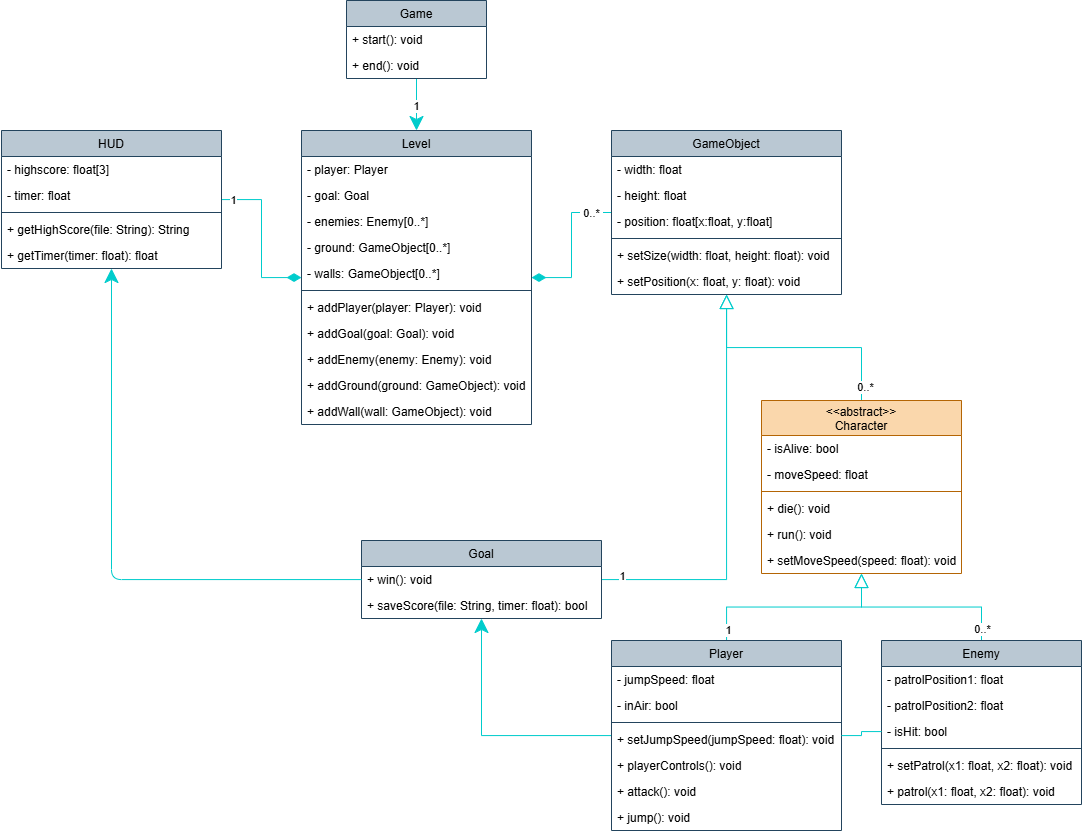 Game
+ start(): void
+ end(): void
1
HUD
- highscore: float[3]
- timer: float
+ getHighScore(file: String): String
+ getTimer(timer: float): float
1
Level
- player: Player
- goal: Goal
- enemies: Enemy[0..*]
- ground: GameObject[0..*]
- walls: GameObject[0..*]
+ addPlayer(player: Player): void
+ addGoal(goal: Goal): void
+ addEnemy(enemy: Enemy): void
+ addGround(ground: GameObject): void
+ addWall(wall: GameObject): void
0..*
GameObject
- width: float
- height: float
- position: float[x:float, y:float]
+ setSize(width: float, height: float): void
+ setPosition(x: float, y: float): void
0..*
<<abstract>>
Character
- isAlive: bool
- moveSpeed: float
+ die(): void
+ run(): void
+ setMoveSpeed(speed: float): void
Goal
+ win(): void
+ saveScore(file: String, timer: float): bool
1
1
0..*
Player
- jumpSpeed: float
- inAir: bool
+ setJumpSpeed(jumpSpeed: float): void
+ playerControls(): void
+ attack(): void
+ jump(): void
Enemy
- patrolPosition1: float
- patrolPosition2: float
- isHit: bool
+ setPatrol(x1: float, x2: float): void
+ patrol(x1: float, x2: float): void